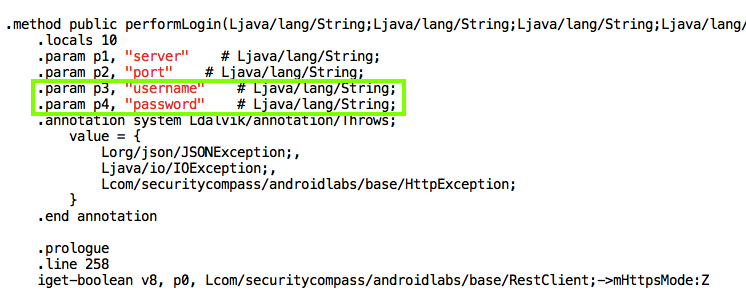 .method public performLogin(Ljava/lang/String;Ljava/lang/String;Ljava/lang/String;Ljava/lang/
.locals 10
.param p1, "server" # Ljava/lang/String;
.param p2, "port" # Ljava/lang/String;
.param p3, "username" # Ljava/lang/String;
.param p4, "password" # Ljava/lang/String;
.annotation system Ldalvik/annotation/Throws;
value = {
Lorg/json/JSONException;,
Ljava/io/IOException;,
Lcom/securitycompass/androidlabs/base/HttpException;
}
.end annotation
.prologue
.line 258
iget-boolean v8, p0, Lcom/securitycompass/androidlabs/base/RestClient;->mHttpsMode:Z